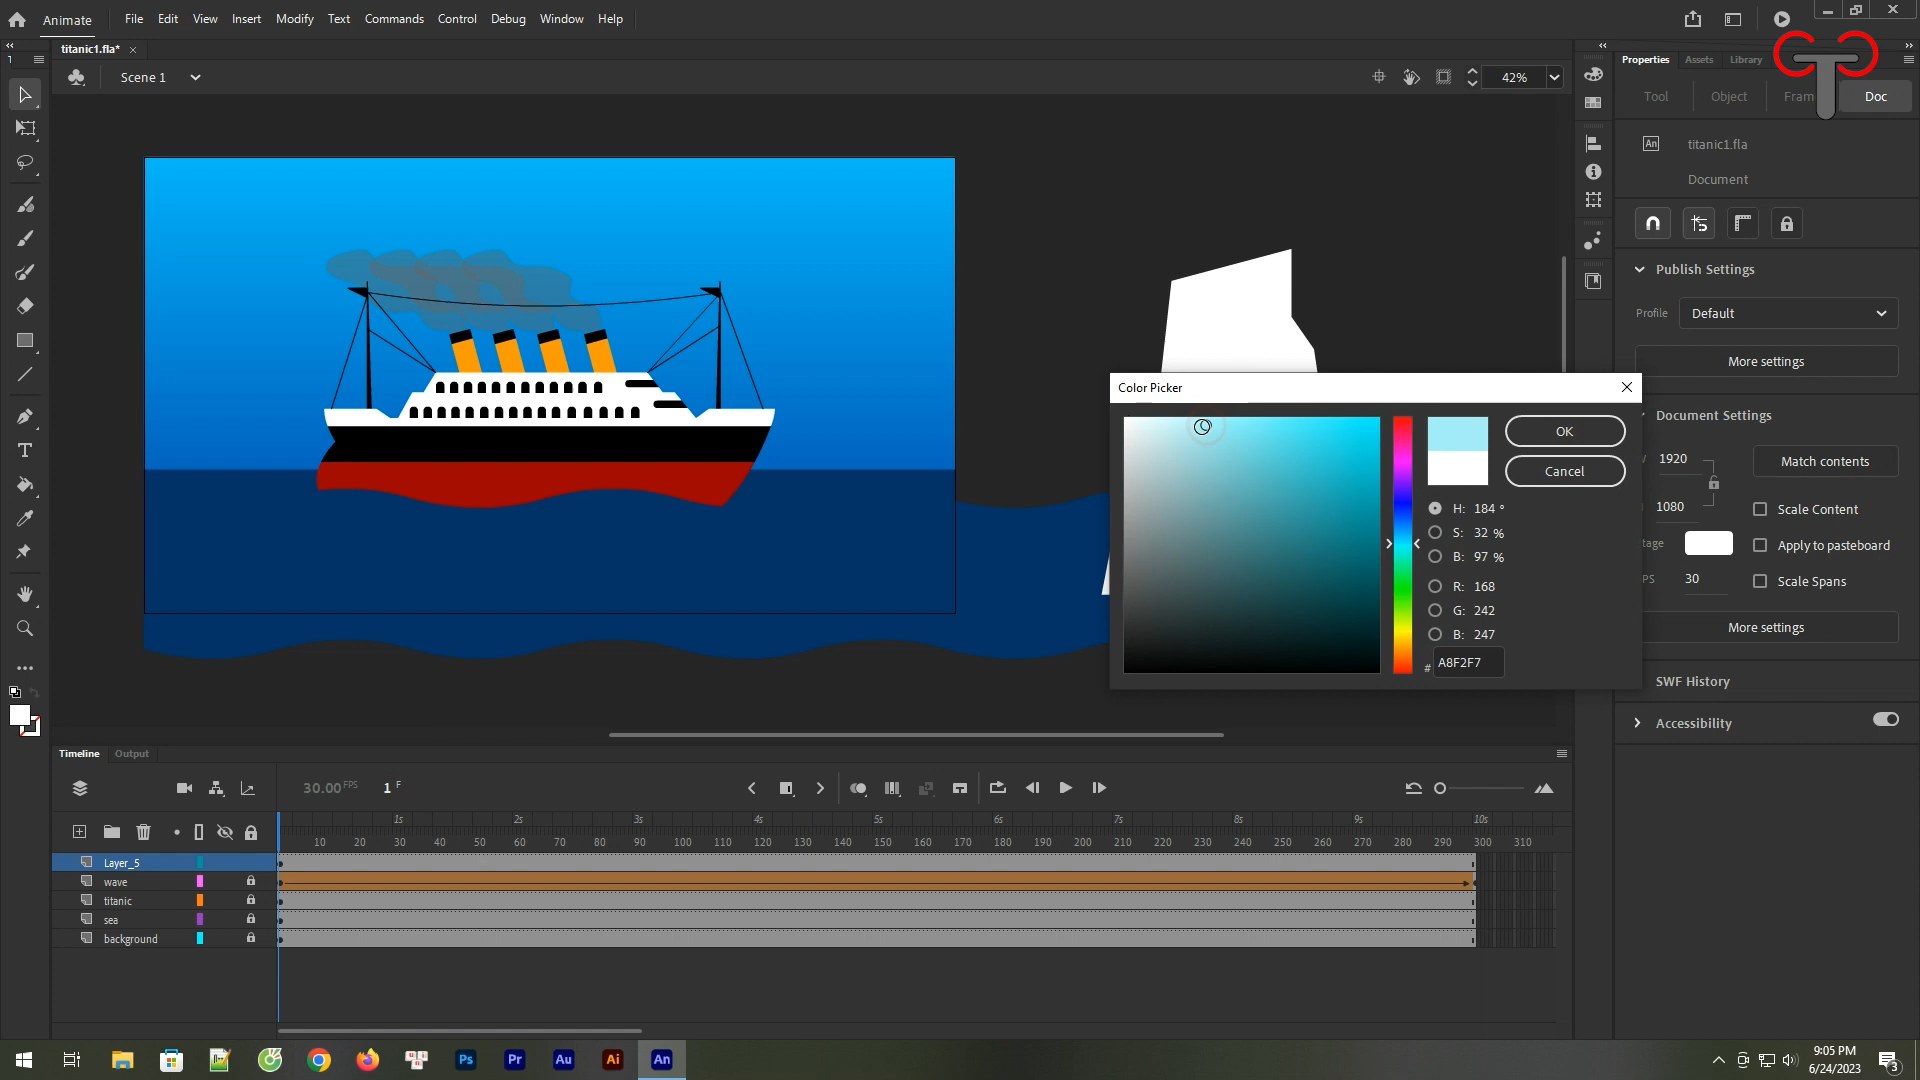 Animate File Edit View Insert Modify Text Commands Control Debug Window Help
titanic1.fla*
Scene 1 42%
Properties Assets Library
Tool Object Fram Doc
An titanic1.fla
Document
Publish Settings
Profile Default
More settings
Document Settings
1920 Match contents
1080 Scale Content
tage Apply to pasteboard
PS 30 Scale Spans
More settings
SWF History
Accessibility
Color Picker
OK
Cancel
H: 184 °
S: 32 %
B: 97 %
R: 168
G: 242
B: 247
# A8F2F7
Timeline Output
30.00 FPS 1 F
1s 2s 3s 4s 5s 6s 7s 8s 9s 10s
10 20 30 40 50 60 70 80 90 100 110 120 130 140 150 160 170 180 190 200 210 220 230 240 250 260 270 280 290 300 310
Layer_5
wave
titanic
sea
background
Ps Pr Au Ai An
9:05 PM
6/24/2023
3